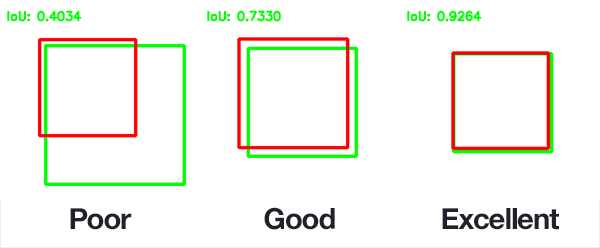 IoU: 0.4034
IoU: 0.7330
IoU: 0.9264
Poor
Good
Excellent